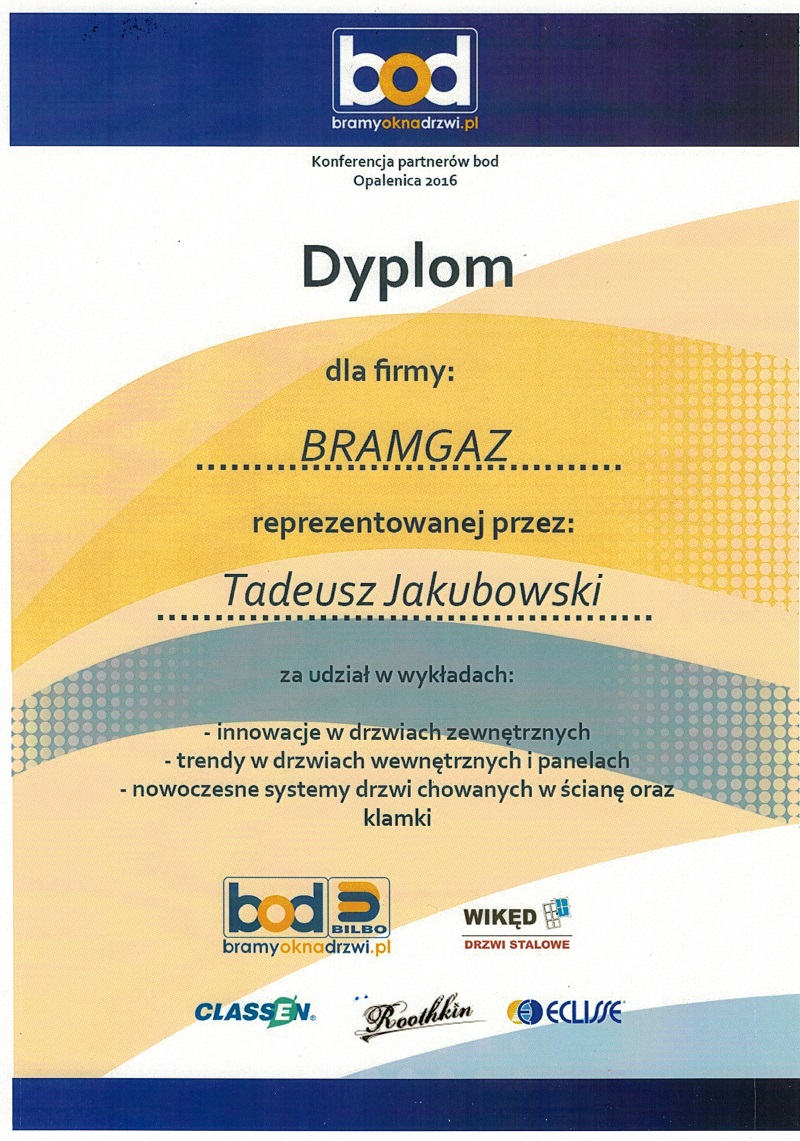 bod
bramyoknadrzwi.pl
Konferencja partnerów bod
Opalenica 2016
Dyplom
dla firmy:
BRAMGAZ
reprezentowanej przez:
Tadeusz Jakubowski
za udział w wykładach:
- innowacje w drzwiach zewnętrznych
- trendy w drzwiach wewnętrznych i panelach
- nowoczesne systemy drzwi chowanych w ścianę oraz
klamki
bod BILBO
bramyoknadrzwi.pl
WIKĘD
DRZWI STALOWE
CLASSEN®
Roothkin
ECLISSE®